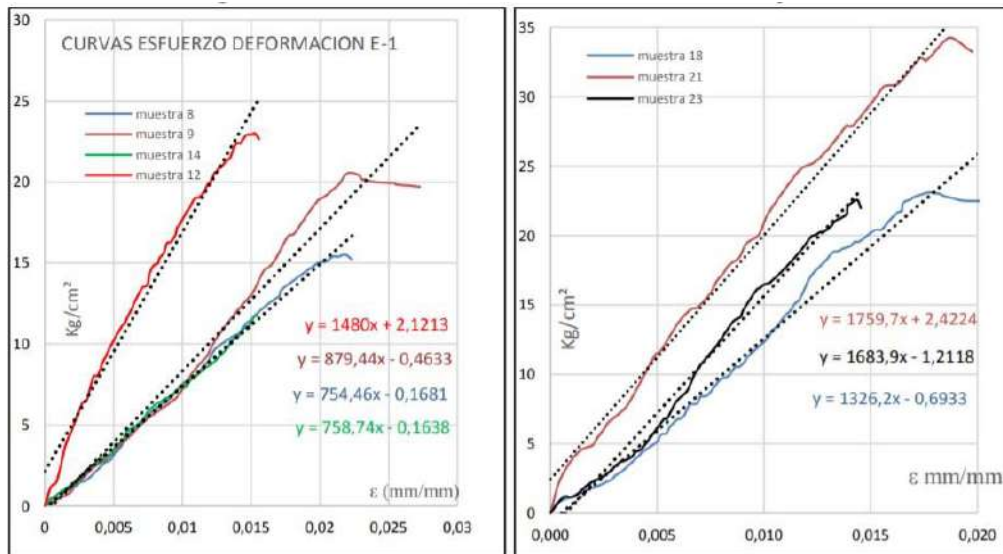 30
25
20
15
10
5
0
Kg/cm²
CURVAS ESFUERZO DEFORMACION E-1
muestra 8
muestra 9
muestra 14
muestra 12
y = 1480x + 2,1213
y = 879,44x - 0,4633
y = 754,46x - 0,1681
y = 758,74x - 0,1638
ε (mm/mm)
0
0,005
0,01
0,015
0,02
0,025
0,03
35
30
25
20
15
10
5
0
Kg/cm²
muestra 18
muestra 21
muestra 23
y = 1759,7x + 2,4224
y = 1683,9x - 1,2118
y = 1326,2x - 0,6933
ε mm/mm
0,000
0,005
0,010
0,015
0,020